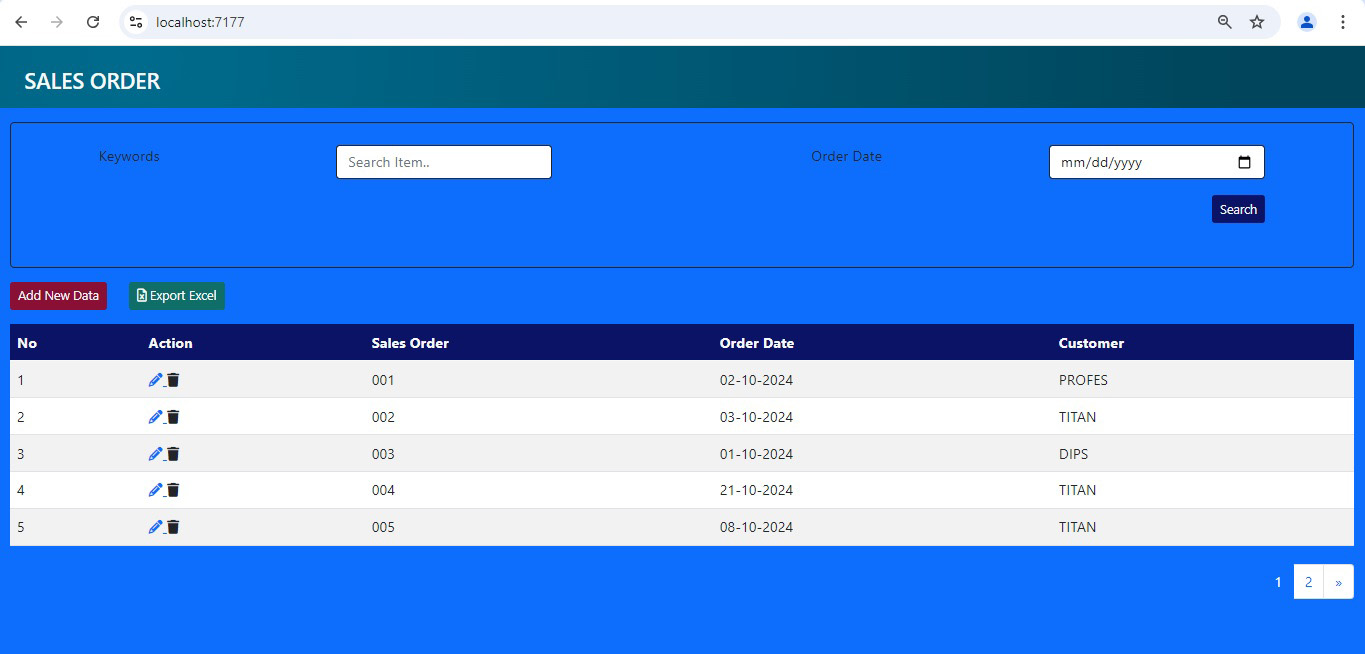 localhost:7177
SALES ORDER
Keywords Search Item.. Order Date mm/dd/yyyy
Search
Add New Data Export Excel
No Action Sales Order Order Date Customer
1 001 02-10-2024 PROFES
2 002 03-10-2024 TITAN
3 003 01-10-2024 DIPS
4 004 21-10-2024 TITAN
5 005 08-10-2024 TITAN
1 2 »